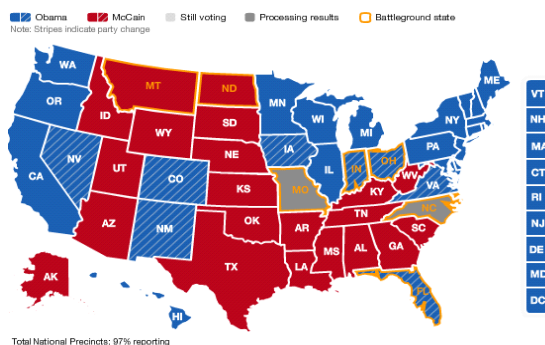 Obama McCain Still voting Processing results Battleground state
Note: Stripes indicate party change
WA
ME
MT
ND
MN
VT
OR
ID
SD
WI
NY
NH
WY
MI
MA
NE
IA
PA
CT
NV
UT
CO
IL
IN
OH
WV
VA
RI
CA
KS
MO
KY
NJ
TN
NC
DE
AZ
NM
OK
AR
SC
MD
MS
AL
GA
DC
AK
TX
LA
FL
HI
Total National Precincts: 97% reporting